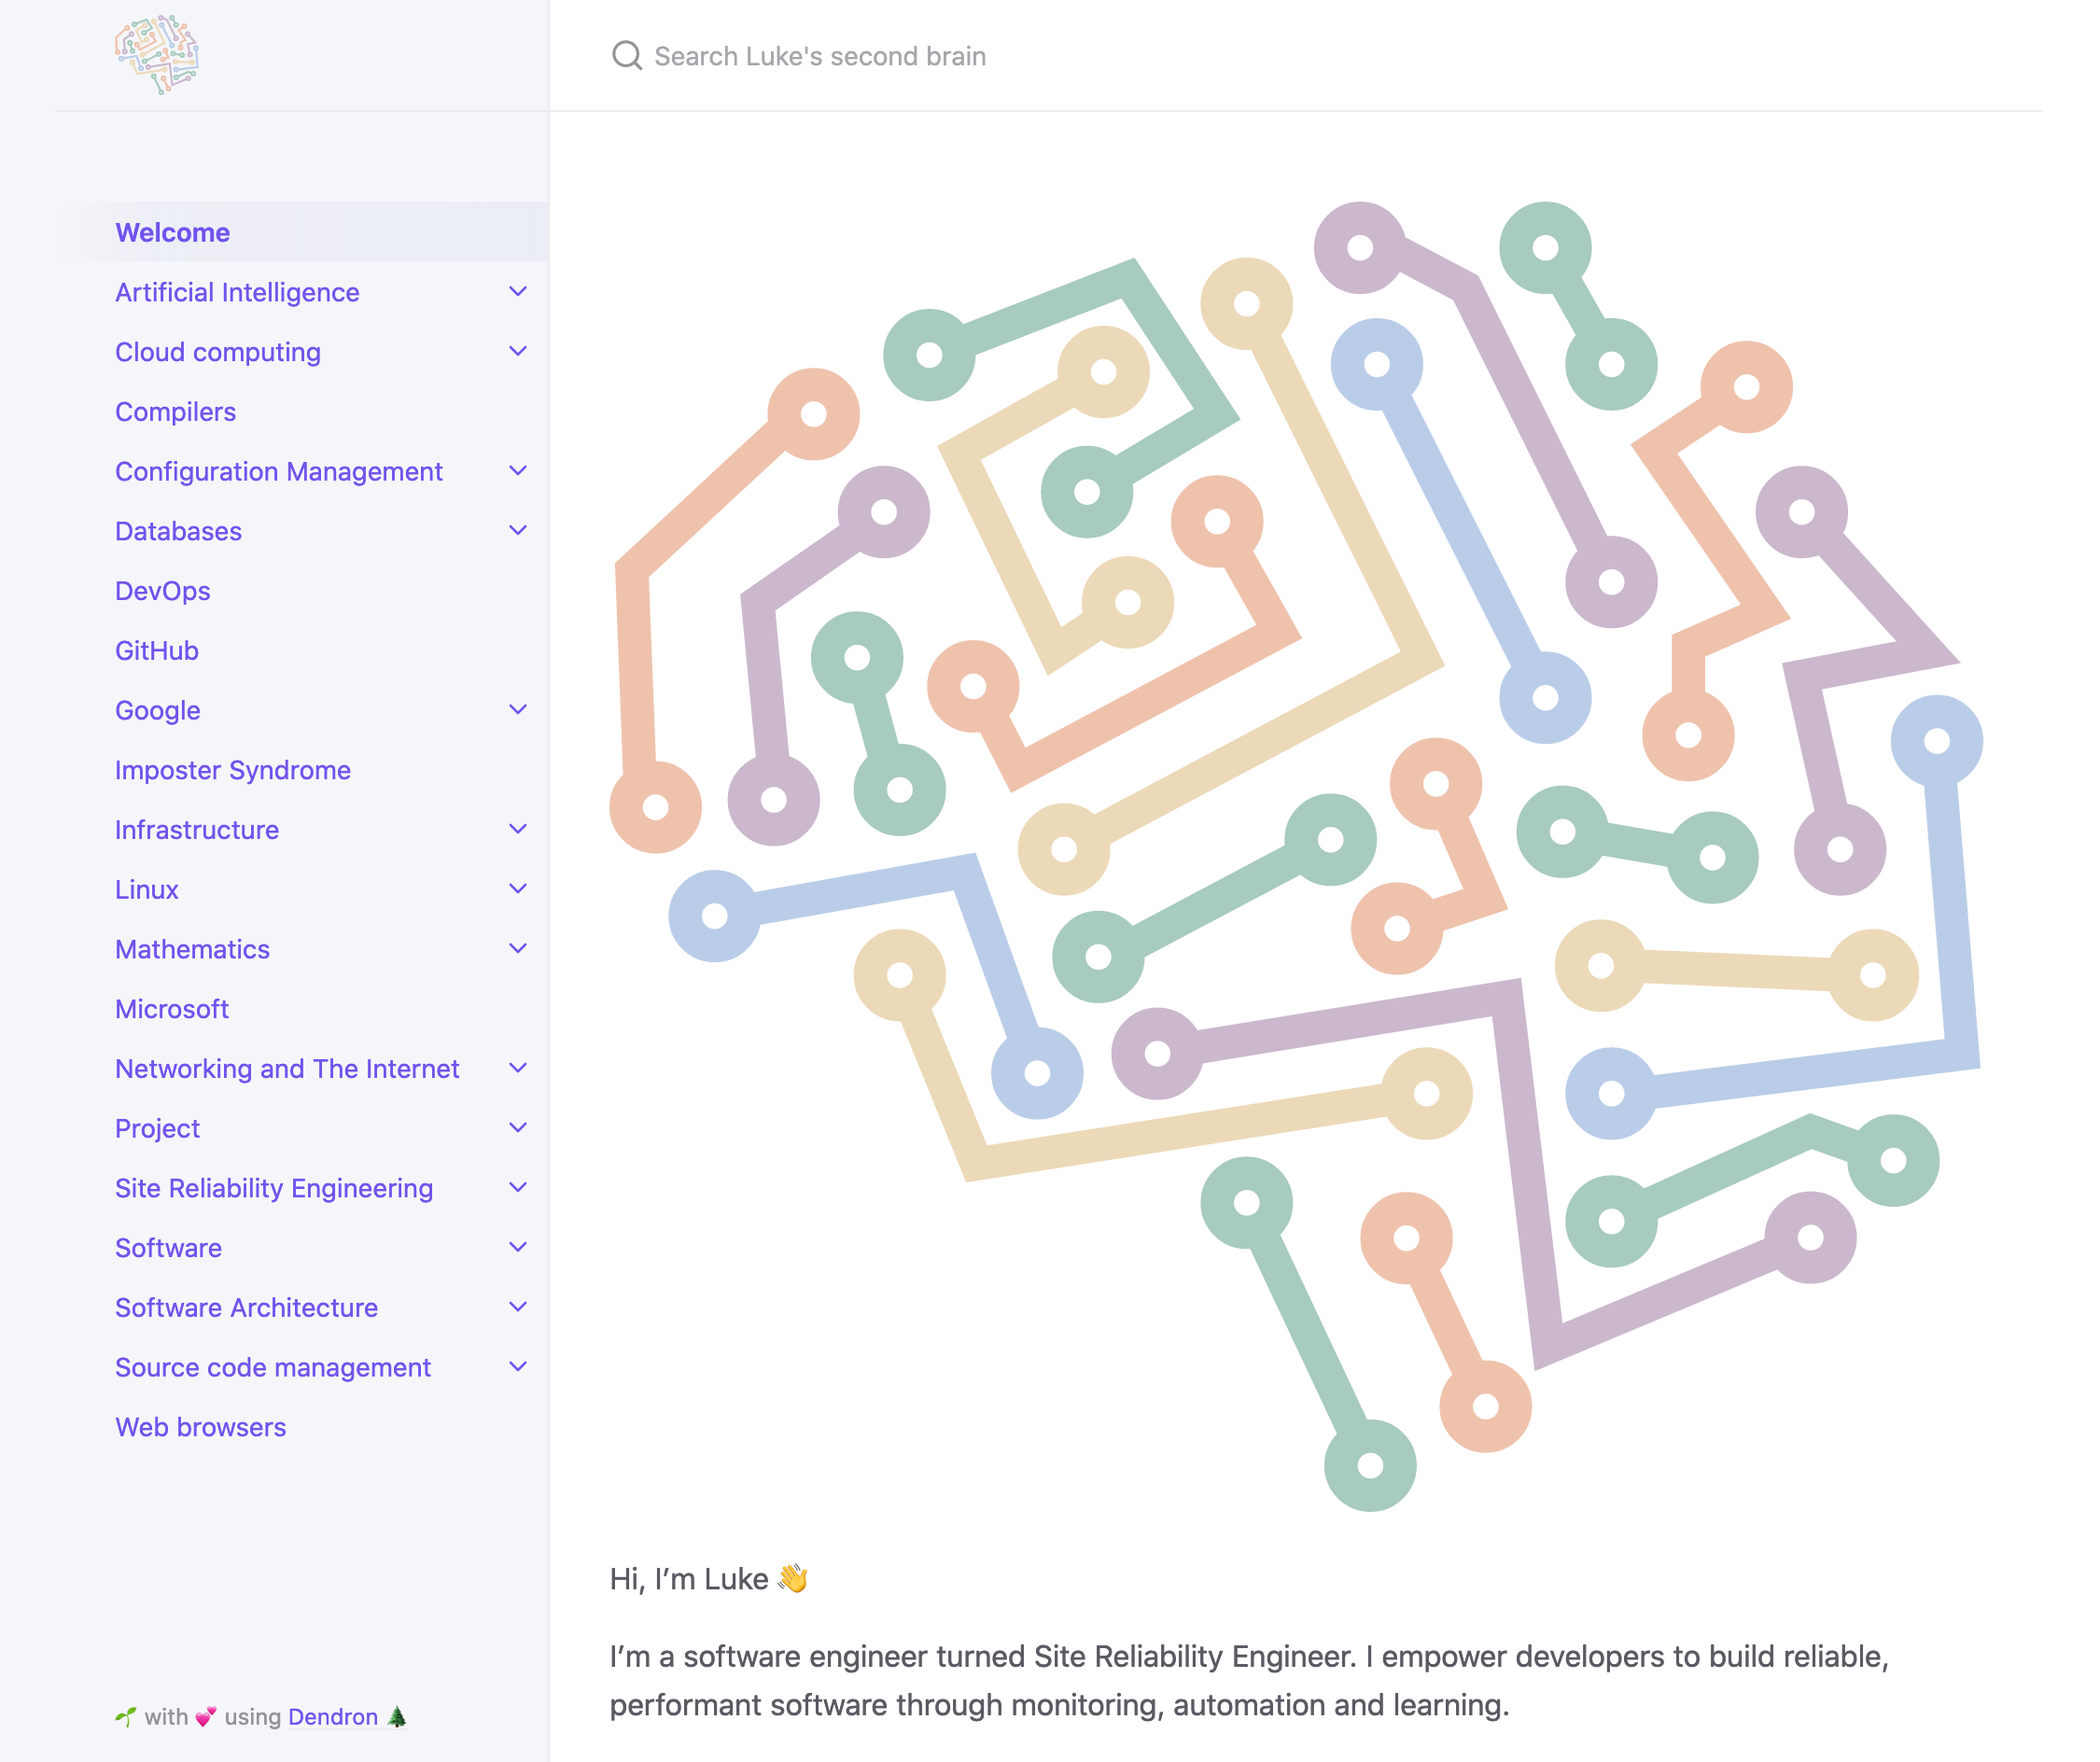 Search Luke's second brain
Welcome
Artificial Intelligence
Cloud computing
Compilers
Configuration Management
Databases
DevOps
GitHub
Google
Imposter Syndrome
Infrastructure
Linux
Mathematics
Microsoft
Networking and The Internet
Project
Site Reliability Engineering
Software
Software Architecture
Source code management
Web browsers
🌱 with 💕 using Dendron 🌲
Hi, I’m Luke 👋
I’m a software engineer turned Site Reliability Engineer. I empower developers to build reliable,
performant software through monitoring, automation and learning.